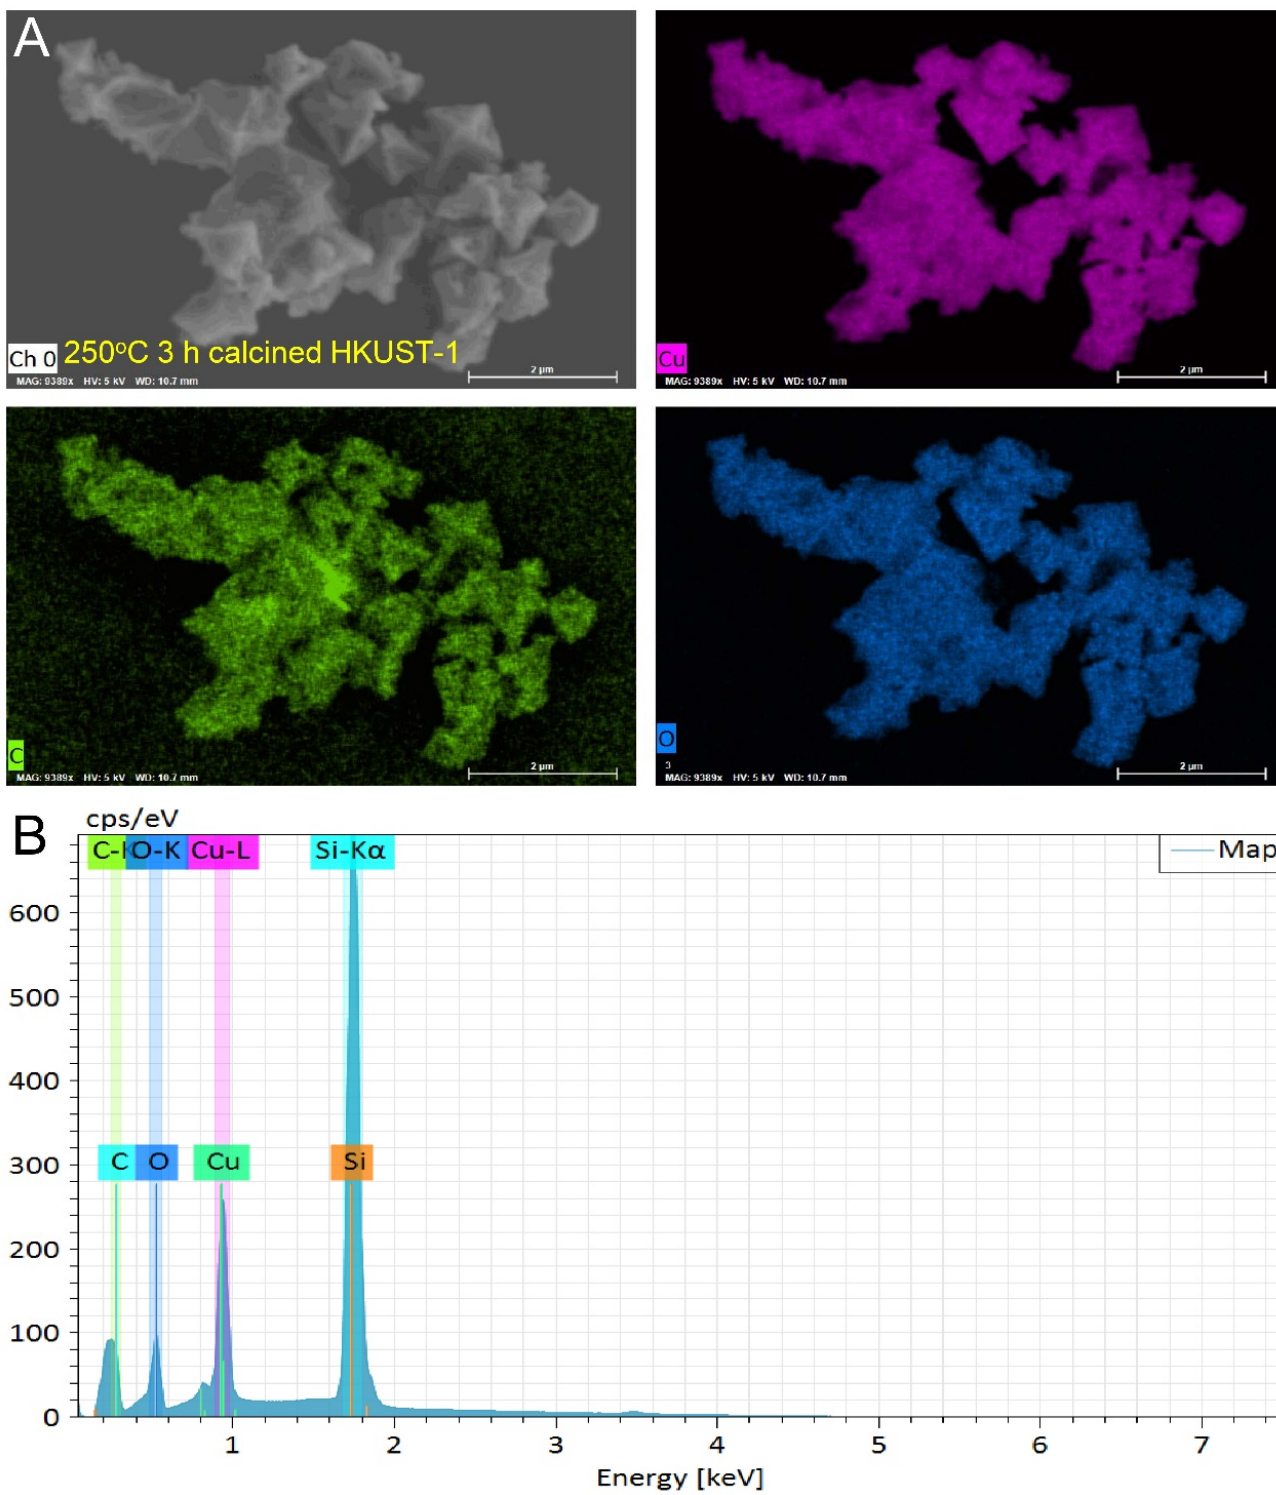 A
Ch 0 250°C 3 h calcined HKUST-1
MAG: 9389x HV: 5 kV WD: 10.7 mm
2 µm
Cu
MAG: 9389x HV: 5 kV WD: 10.7 mm
2 µm
C
MAG: 9389x HV: 5 kV WD: 10.7 mm
2 µm
O
3
MAG: 9389x HV: 5 kV WD: 10.7 mm
2 µm
B
cps/eV
C-K O-K Cu-L Si-Kα
Map
600
500
400
300
200
100
0
C O Cu Si
1 2 3 4 5 6 7
Energy [keV]